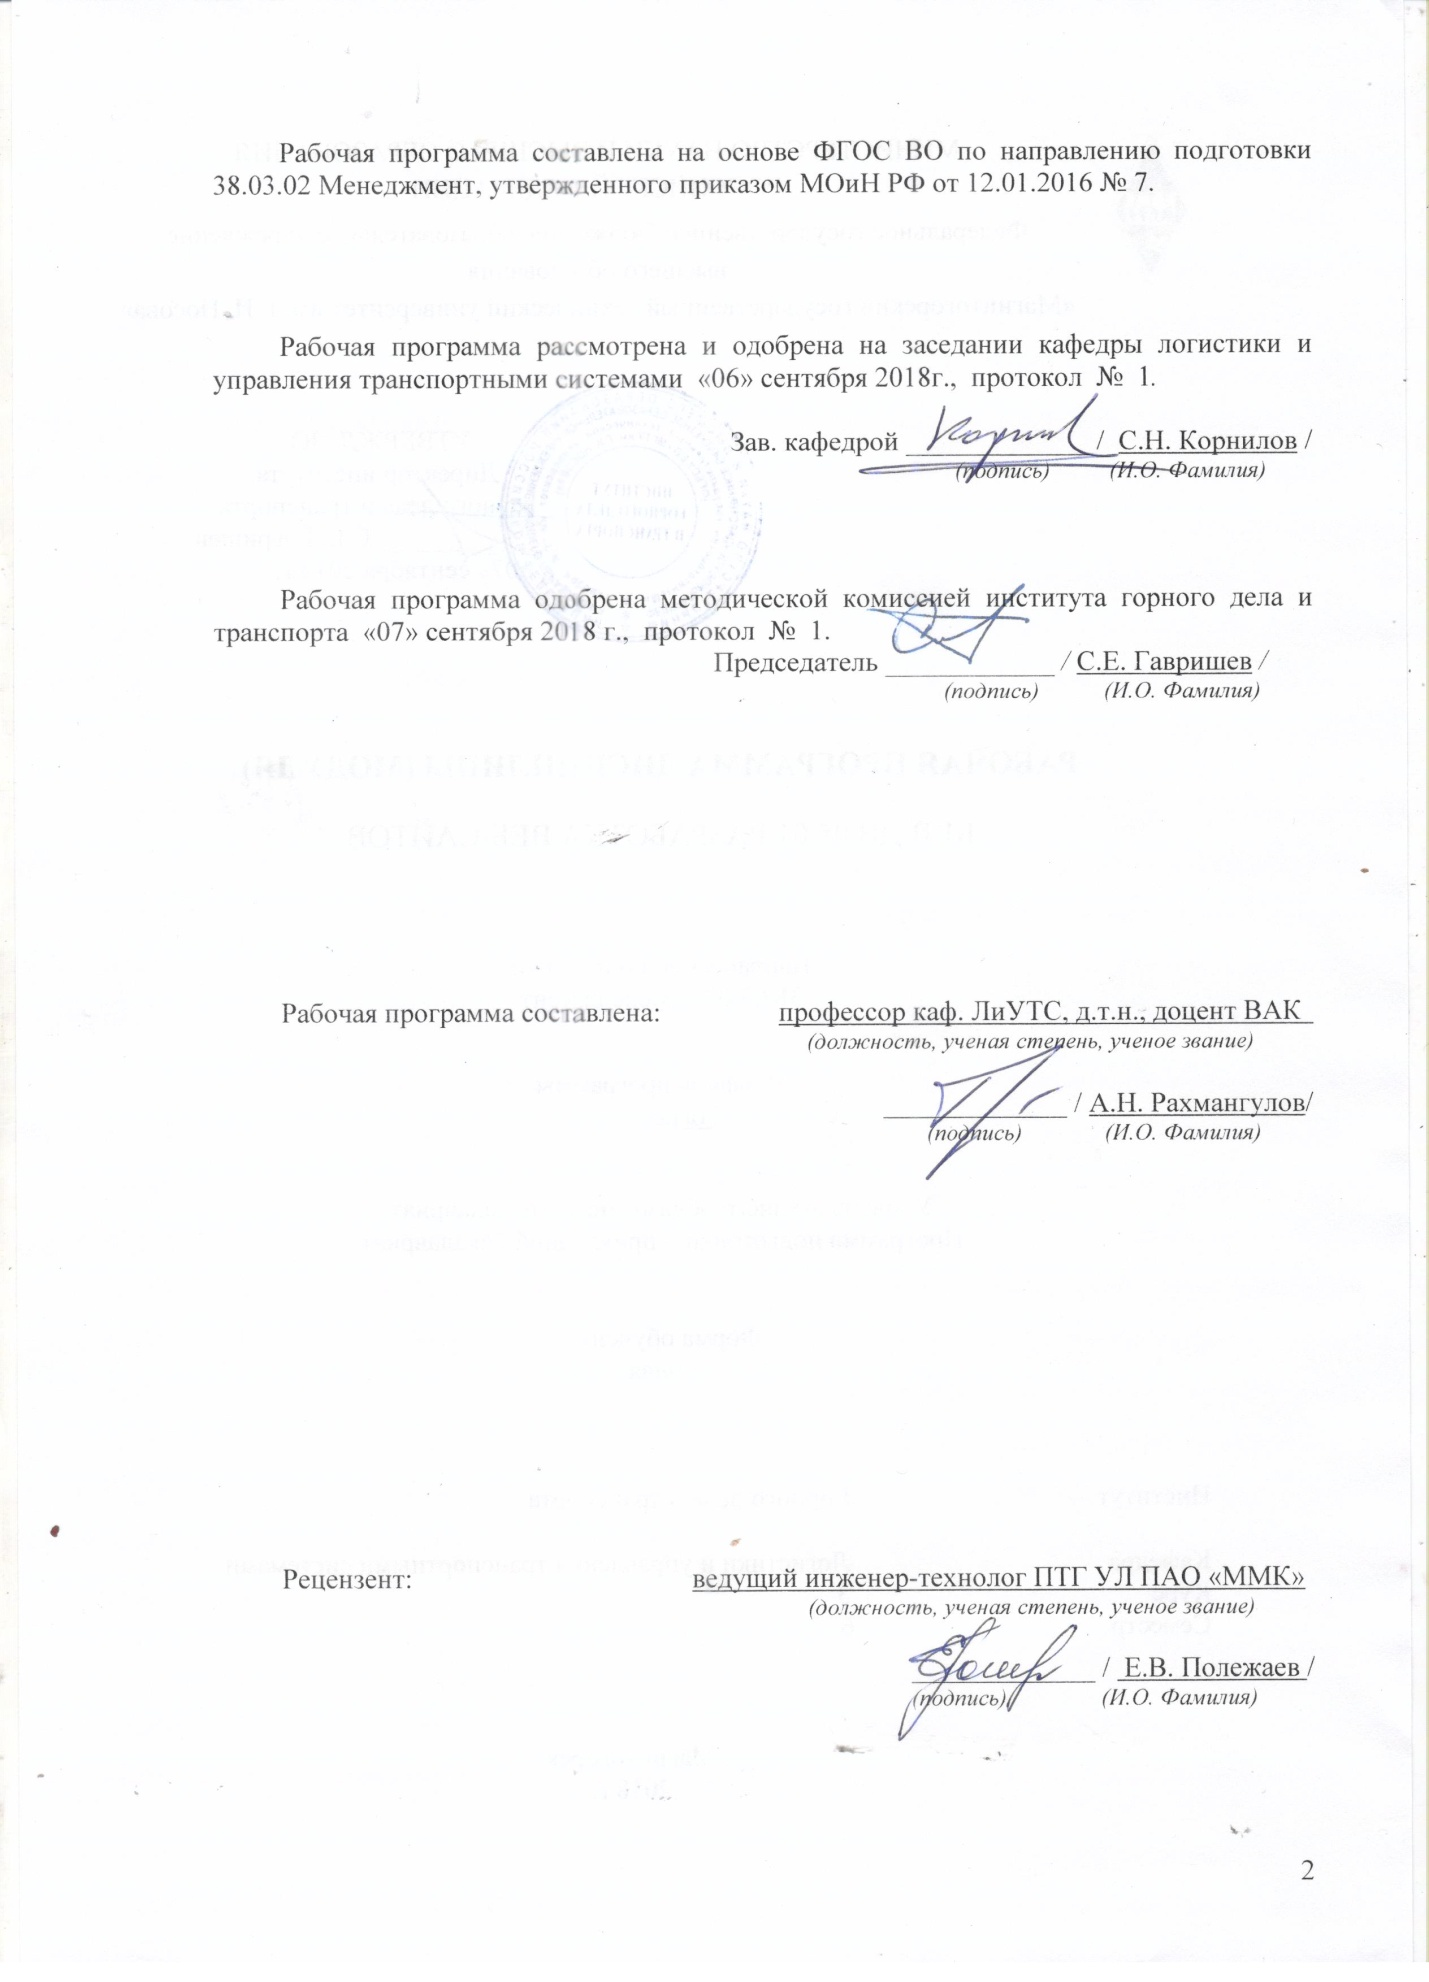 Рабочая программа составлена на основе ФГОС ВО по направлению подготовки
38.03.02 Менеджмент, утвержденного приказом МОиН РФ от 12.01.2016 № 7.
Рабочая программа рассмотрена и одобрена на заседании кафедры логистики и
управления транспортными системами «06» сентября 2018г., протокол № 1.
Зав. кафедрой ______________ / С.Н. Корнилов /
(подпись) (И.О. Фамилия)
Рабочая программа одобрена методической комиссией института горного дела и
транспорта «07» сентября 2018 г., протокол № 1.
Председатель ____________ / С.Е. Гавришев /
(подпись) (И.О. Фамилия)
Рабочая программа составлена: профессор каф. ЛиУТС, д.т.н., доцент ВАК
(должность, ученая степень, ученое звание)
_____________ / А.Н. Рахмангулов/
(подпись) (И.О. Фамилия)
Рецензент: ведущий инженер-технолог ПТГ УЛ ПАО «ММК»
(должность, ученая степень, ученое звание)
_____________ / Е.В. Полежаев /
(подпись) (И.О. Фамилия)
2